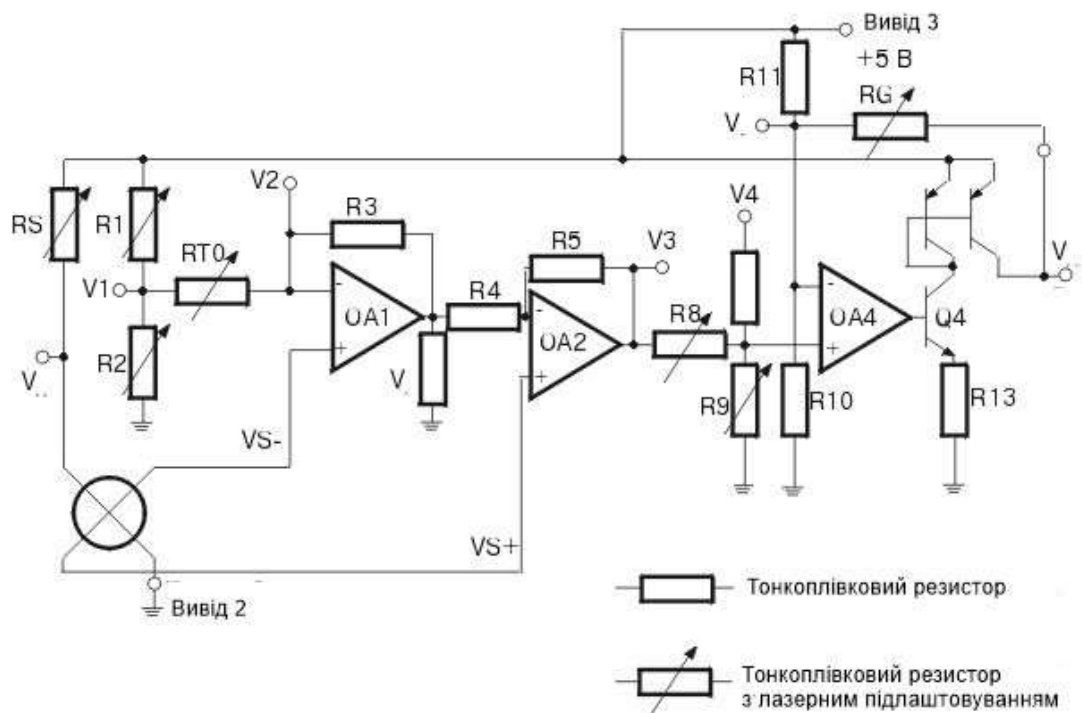 Вивід 3
+5 В
R11
RG
V
RS
R1
V2
R3
V4
RT0
R5
V3
V1
R4
R8
OA1
OA2
OA4
Q4
V
R2
V
R9
R10
R13
V
VS-
VS+
Вивід 2
Тонкоплівковий резистор
Тонкоплівковий резистор
з лазерним підлаштовуванням